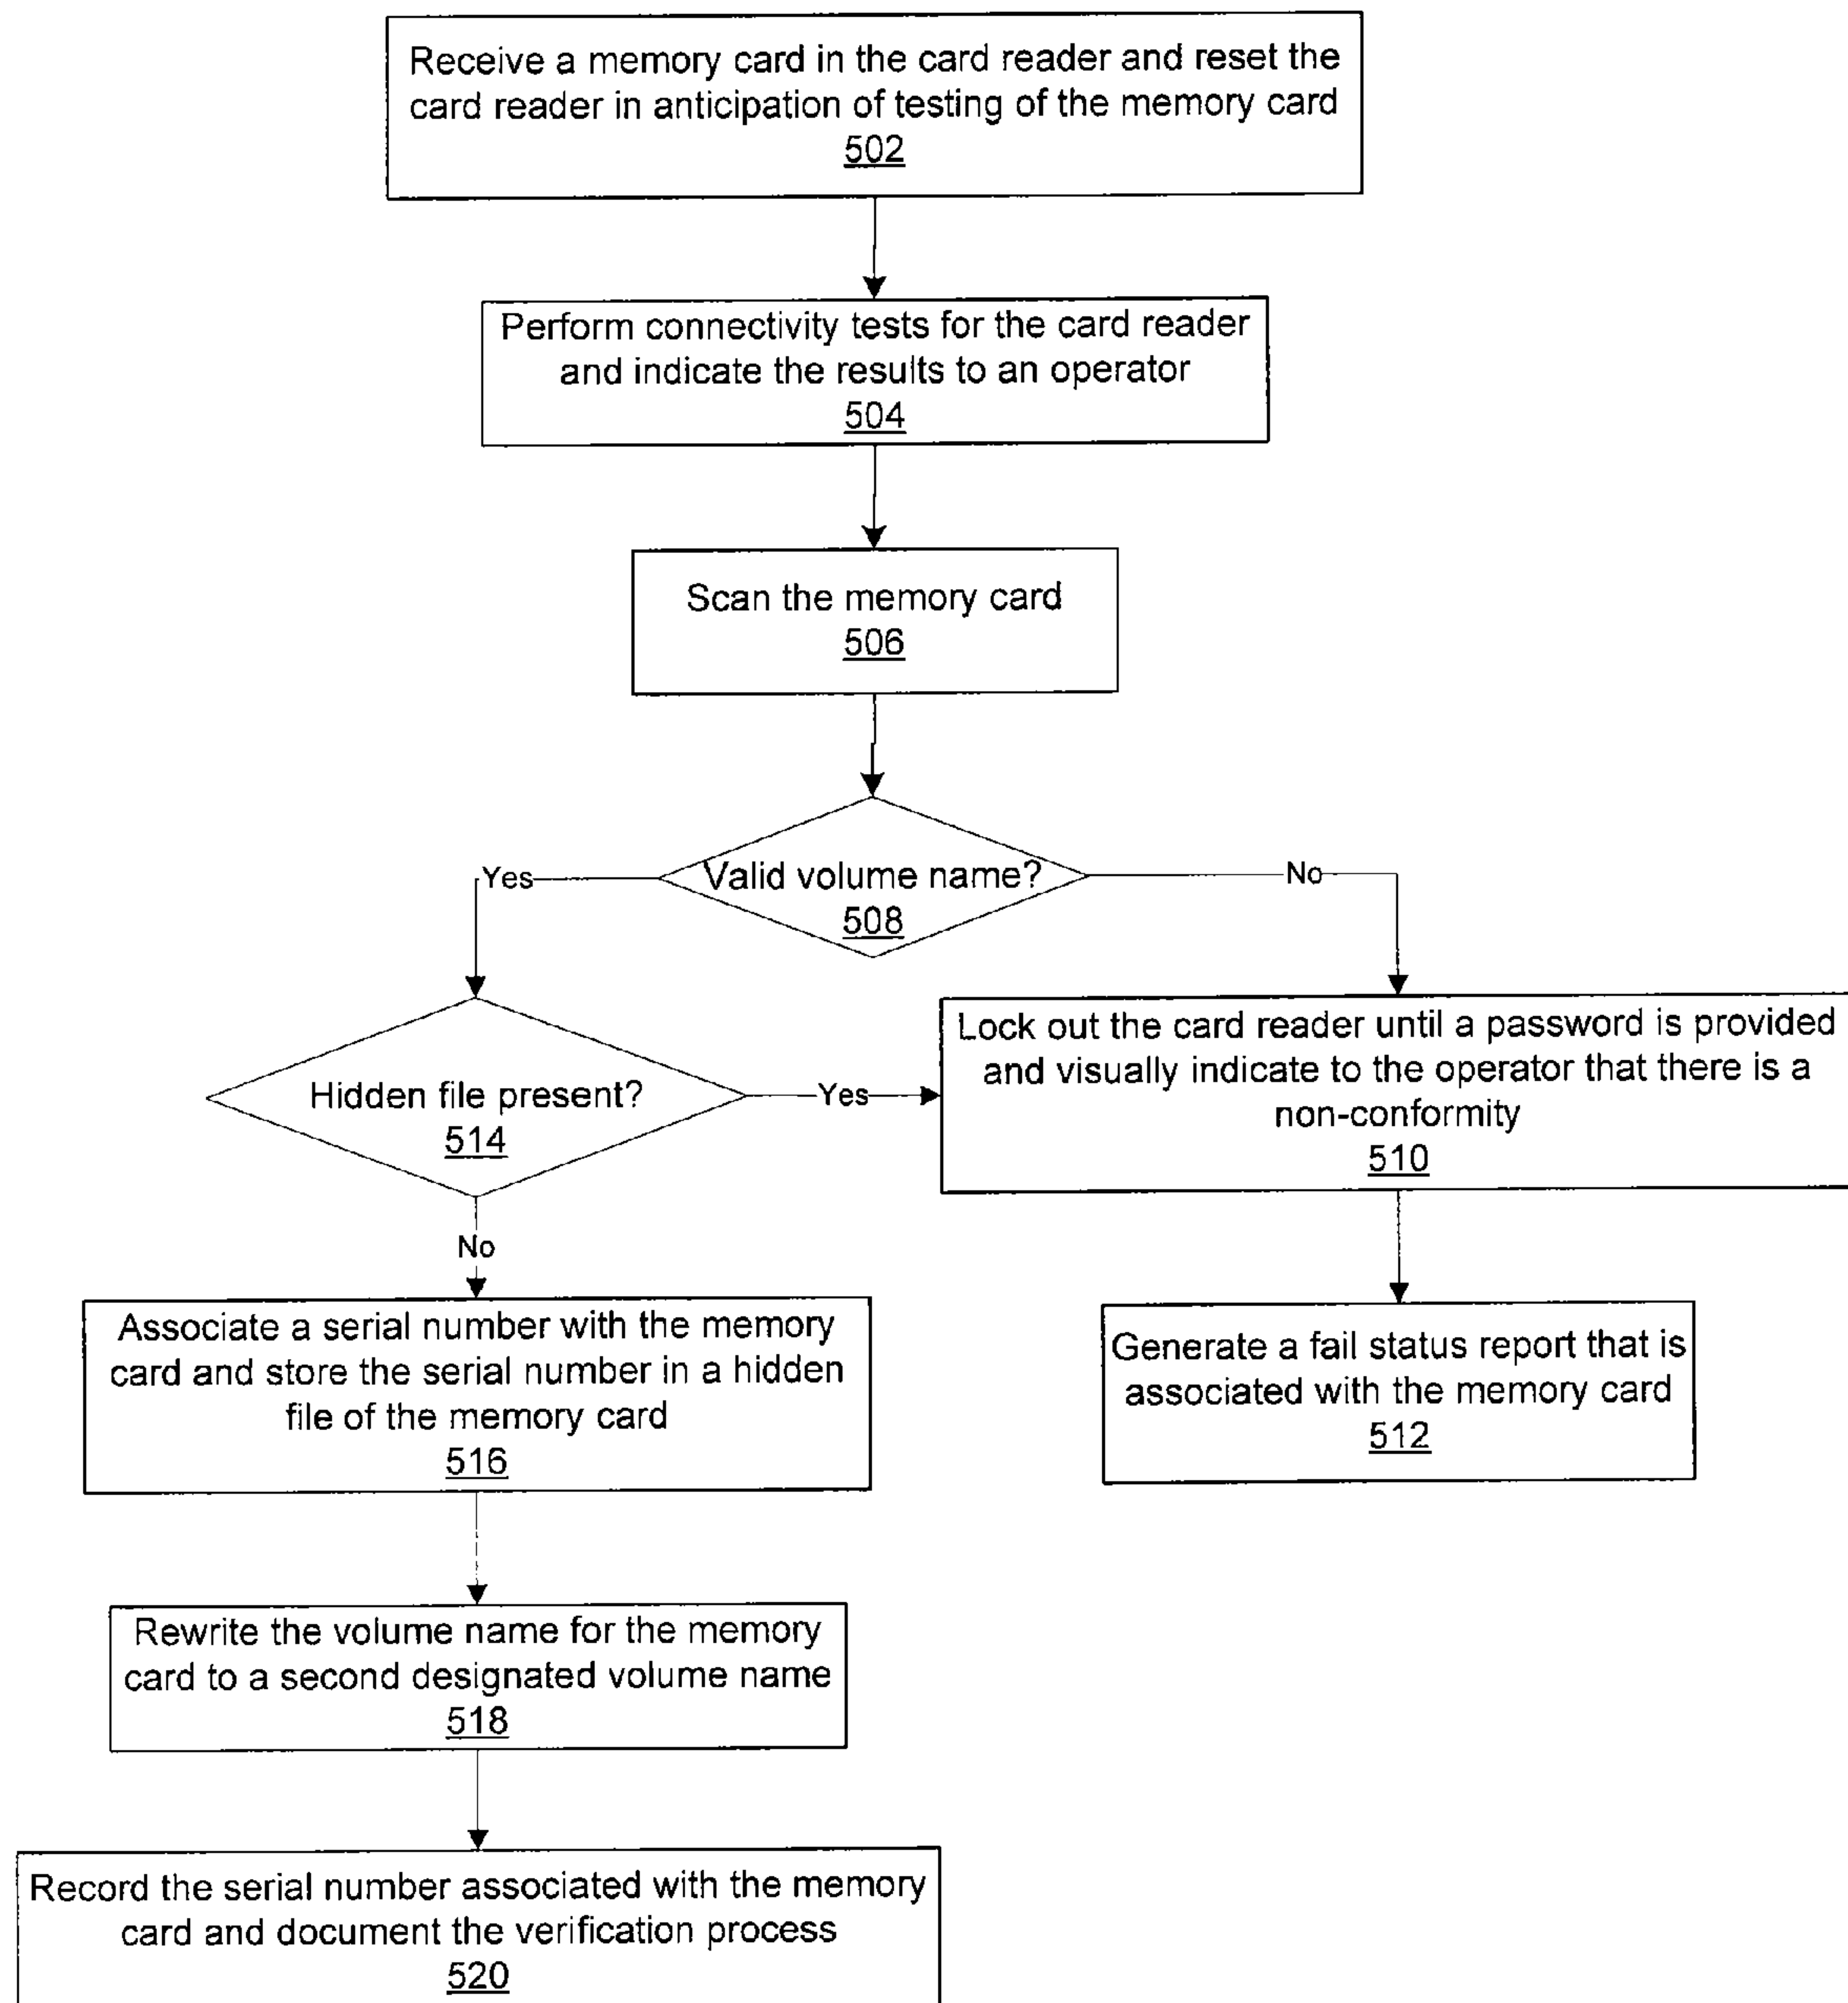 Receive a memory card in the card reader and reset the
card reader in anticipation of testing of the memory card
502
Perform connectivity tests for the card reader
and indicate the results to an operator
504
Scan the memory card
506
Valid volume name?
508
Yes
No
Hidden file present?
514
Yes
No
Lock out the card reader until a password is provided
and visually indicate to the operator that there is a
non-conformity
510
Generate a fail status report that is
associated with the memory card
512
Associate a serial number with the memory
card and store the serial number in a hidden
file of the memory card
516
Rewrite the volume name for the memory
card to a second designated volume name
518
Record the serial number associated with the memory
card and document the verification process
520